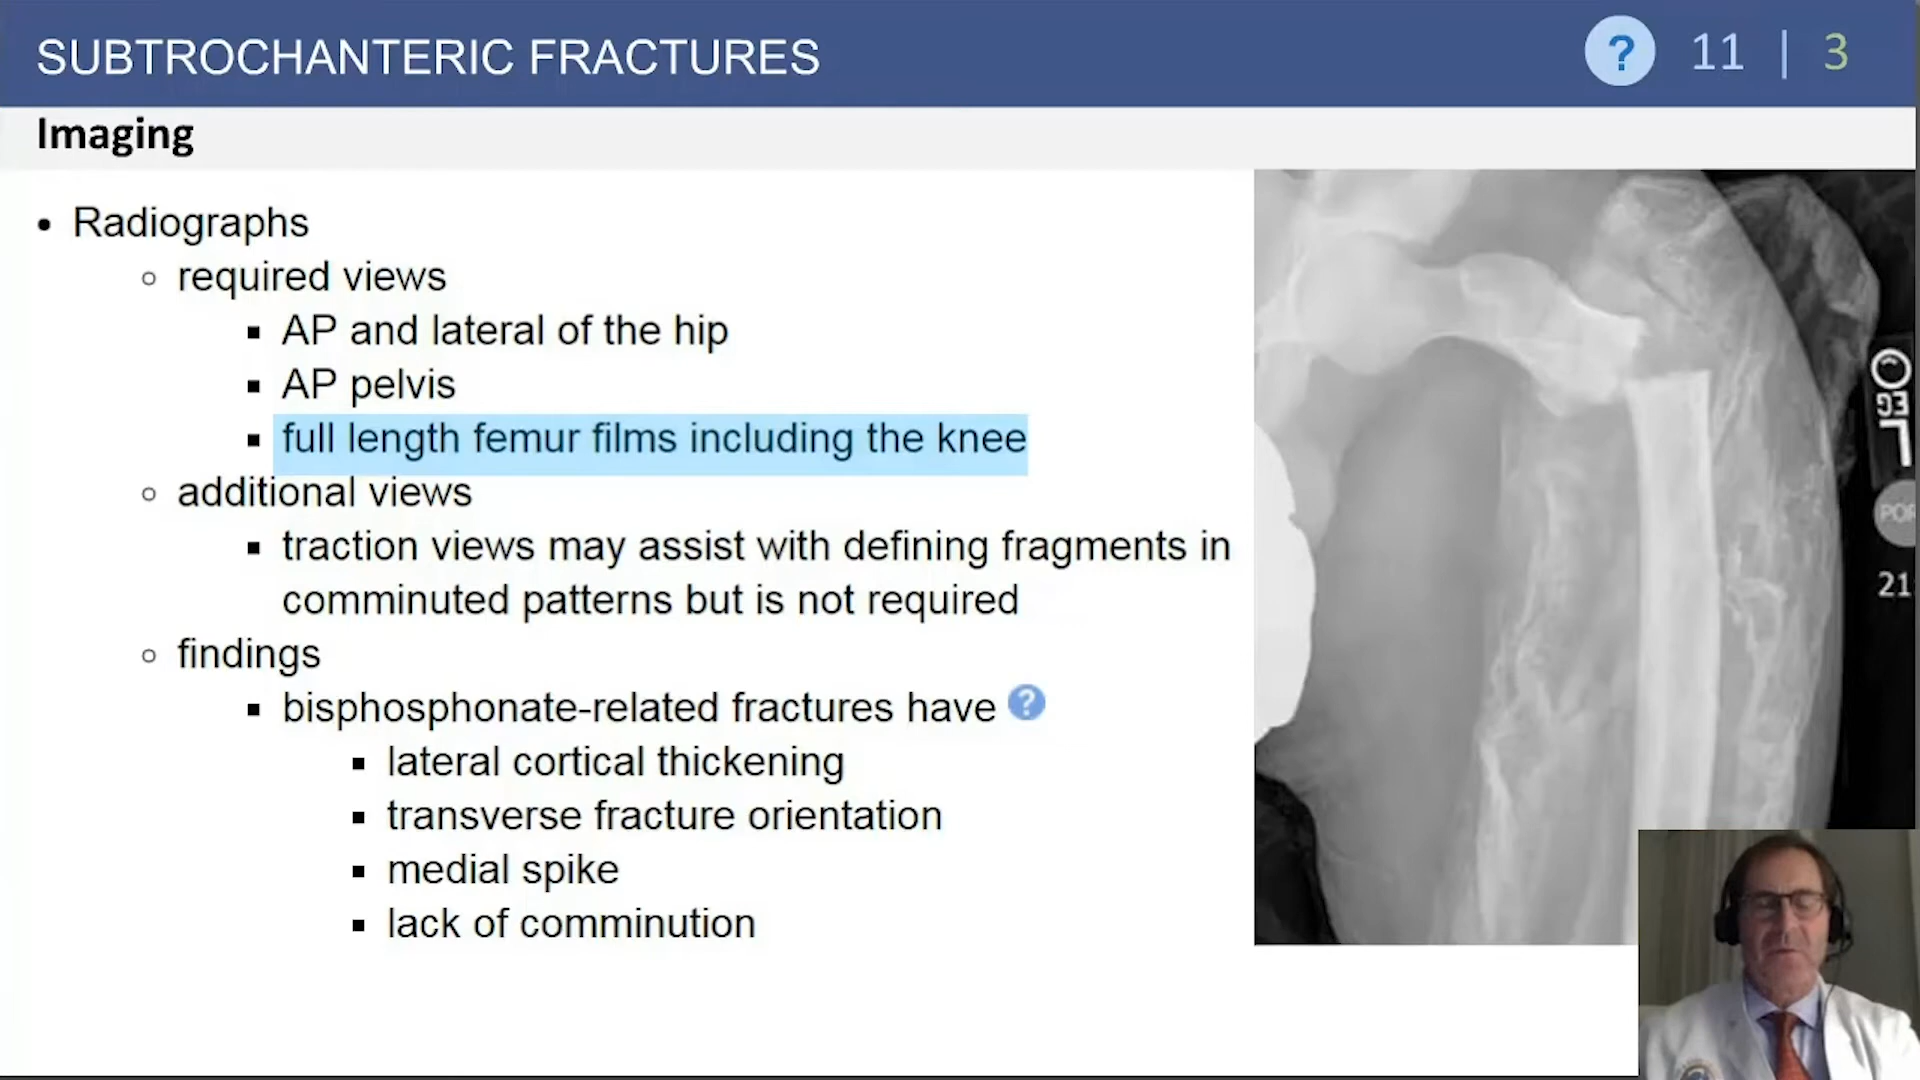 SUBTROCHANTERIC FRACTURES
? 11 | 3
Imaging
• Radiographs
○ required views
▪ AP and lateral of the hip
▪ AP pelvis
▪ full length femur films including the knee
○ additional views
▪ traction views may assist with defining fragments in
comminuted patterns but is not required
○ findings
▪ bisphosphonate-related fractures have ?
▪ lateral cortical thickening
▪ transverse fracture orientation
▪ medial spike
▪ lack of comminution
POR
21